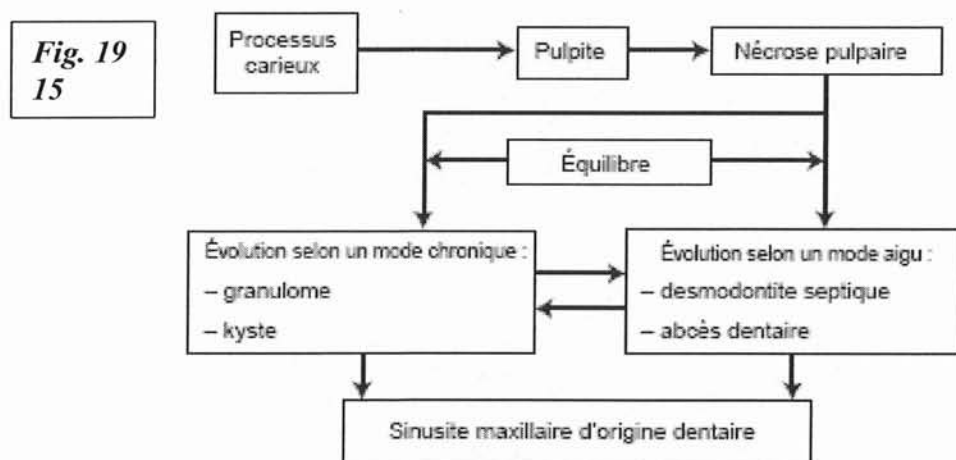 Fig. 19
15
Processus
carieux
Pulpite
Nécrose pulpaire
Équilibre
Évolution selon un mode chronique :
– granulome
– kyste
Évolution selon un mode aigu :
– desmodontite septique
– abcès dentaire
Sinusite maxillaire d'origine dentaire